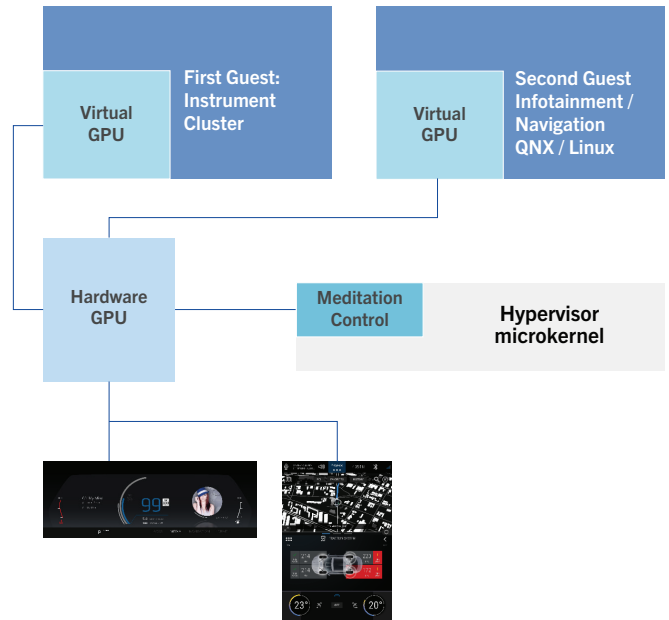 Virtual
GPU
First Guest:
Instrument
Cluster
Virtual
GPU
Second Guest
Infotainment /
Navigation
QNX / Linux
Hardware
GPU
Meditation
Control
Hypervisor
microkernel
99
23°
20°